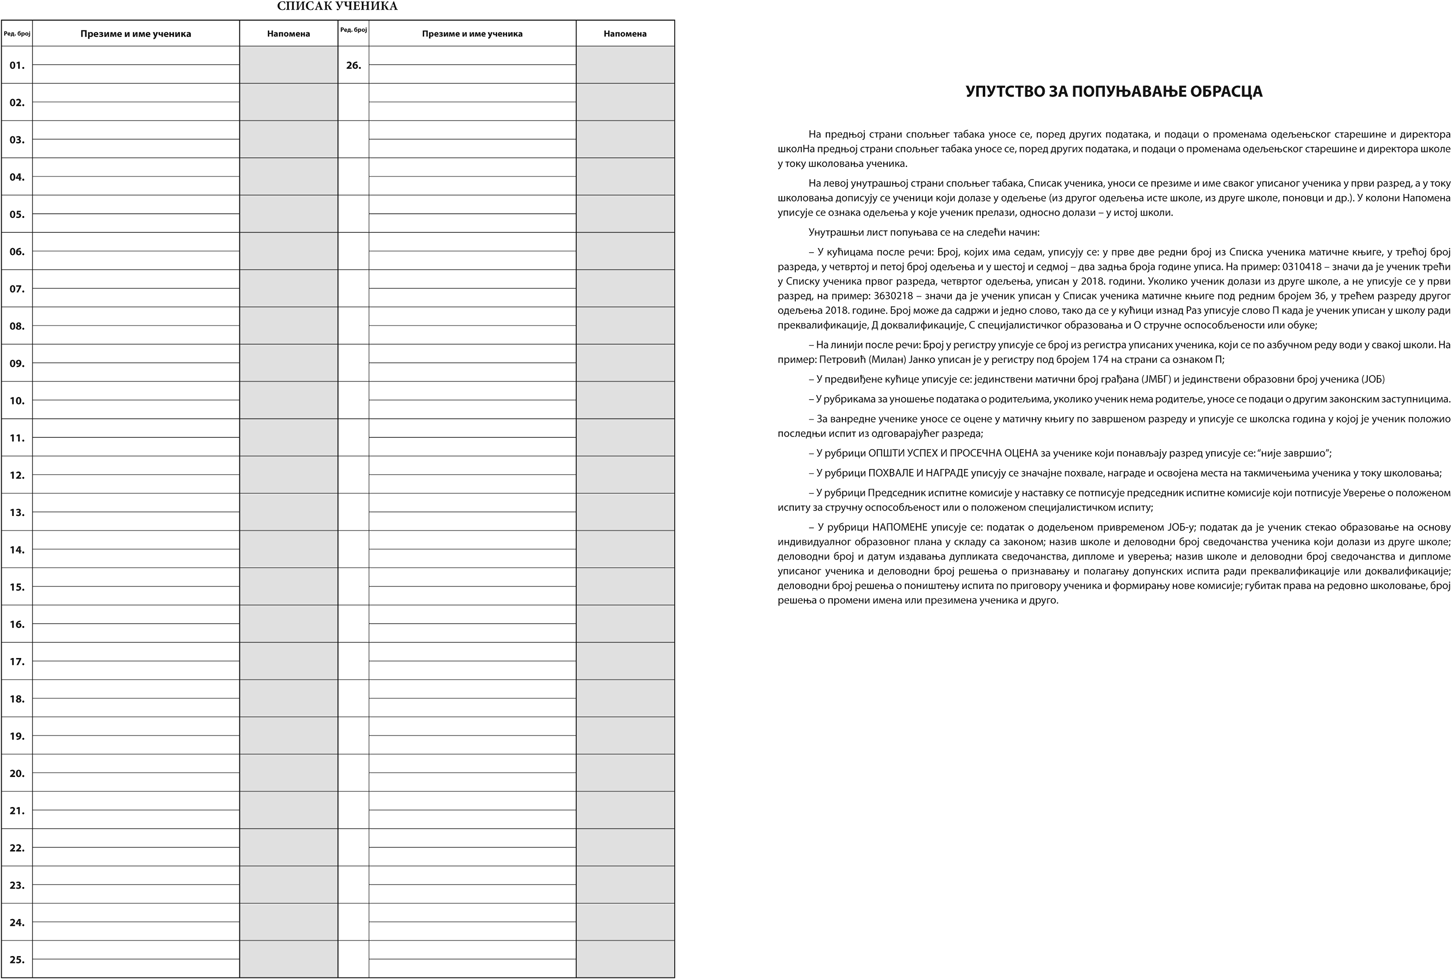 СПИСАК УЧЕНИКА
Ред. број Презиме и име ученика Напомена Ред. број Презиме и име ученика Напомена
01. 26.
02.
03.
04.
05.
06.
07.
08.
09.
10.
11.
12.
13.
14.
15.
16.
17.
18.
19.
20.
21.
22.
23.
24.
25.
УПУТСТВО ЗА ПОПУЊАВАЊЕ ОБРАСЦА
На предњој страни спољњег табака уносе се, поред других података, и подаци о променама одељењског старешине и директора
школНа предњој страни спољњег табака уносе се, поред других података, и подаци о променама одељењског старешине и директора школе
у току школовања ученика.
На левој унутрашњој страни спољњег табака, Списак ученика, уноси се презиме и име сваког уписаног ученика у први разред, а у току
школовања дописују се ученици који долазе у одељење (из другог одељења исте школе, из друге школе, поновци и др.). У колони Напомена
уписује се ознака одељења у које ученик прелази, односно долази – у истој школи.
Унутрашњи лист попуњава се на следећи начин:
– У кућицама после речи: Број, којих има седам, уписују се: у прве две редни број из Списка ученика матичне књиге, у трећој број
разреда, у четвртој и петој број одељења и у шестој и седмој – два задња броја године уписа. На пример: 0310418 – значи да је ученик трећи
у Списку ученика првог разреда, четвртог одељења, уписан у 2018. години. Уколико ученик долази из друге школе, а не уписује се у први
разред, на пример: 3630218 – значи да је ученик уписан у Списак ученика матичне књиге под редним бројем 36, у трећем разреду другог
одељења 2018. године. Број може да садржи и једно слово, тако да се у кућици изнад Раз уписује слово П када је ученик уписан у школу ради
преквалификације, Д доквалификације, С специјалистичког образовања и О стручне оспособљености или обуке;
– На линији после речи: Број у регистру уписује се број из регистра уписаних ученика, који се по азбучном реду води у свакој школи. На
пример: Петровић (Милан) Јанко уписан је у регистру под бројем 174 на страни са ознаком П;
– У предвиђене кућице уписује се: јединствени матични број грађана (ЈМБГ) и јединствени образовни број ученика (ЈОБ)
– У рубрикама за уношење података о родитељима, уколико ученик нема родитеље, уносе се подаци о другим законским заступницима.
– За ванредне ученике уносе се оцене у матичну књигу по завршеном разреду и уписује се школска година у којој је ученик положио
последњи испит из одговарајућег разреда;
– У рубрици ОПШТИ УСПЕХ И ПРОСЕЧНА ОЦЕНА за ученике који понављају разред уписује се: “није завршио”;
– У рубрици ПОХВАЛЕ И НАГРАДЕ уписују се значајне похвале, награде и освојена места на такмичењима ученика у току школовања;
– У рубрици Председник испитне комисије у наставку се потписује председник испитне комисије који потписује Уверење о положеном
испиту за стручну оспособљеност или о положеном специјалистичком испиту;
– У рубрици НАПОМЕНЕ уписује се: податак о додељеном привременом ЈОБ-у; податак да је ученик стекао образовање на основу
индивидуалног образовног плана у складу са законом; назив школе и деловодни број сведочанства ученика који долази из друге школе;
деловодни број и датум издавања дупликата сведочанства, дипломе и уверења; назив школе и деловодни број сведочанства и дипломе
уписаног ученика и деловодни број решења о признавању и полагању допунских испита ради преквалификације или доквалификације;
деловодни број решења о поништењу испита по приговору ученика и формирању нове комисије; губитак права на редовно школовање, број
решења о промени имена или презимена ученика и друго.